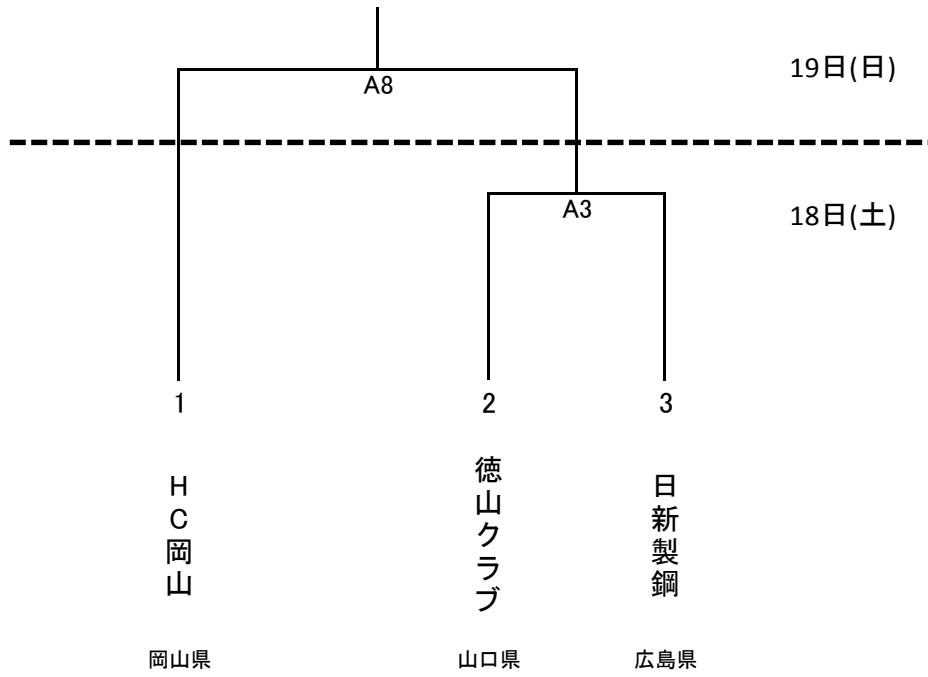 19日(日)
A8
18日(土)
A3
1
2
3
HC岡山
徳山クラブ
日新製鋼
岡山県
山口県
広島県